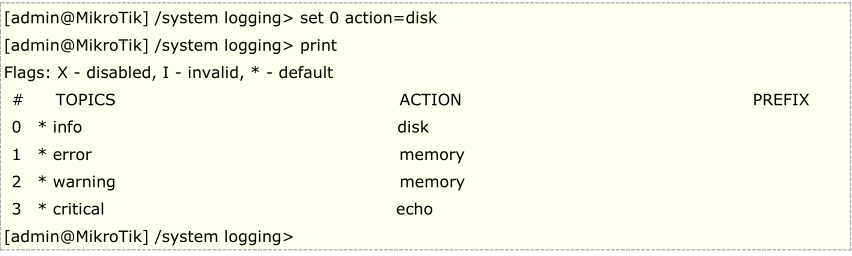 [admin@MikroTik] /system logging> set 0 action=disk
[admin@MikroTik] /system logging> print
Flags: X - disabled, I - invalid, * - default
# TOPICS ACTION PREFIX
0 * info disk
1 * error memory
2 * warning memory
3 * critical echo
[admin@MikroTik] /system logging>